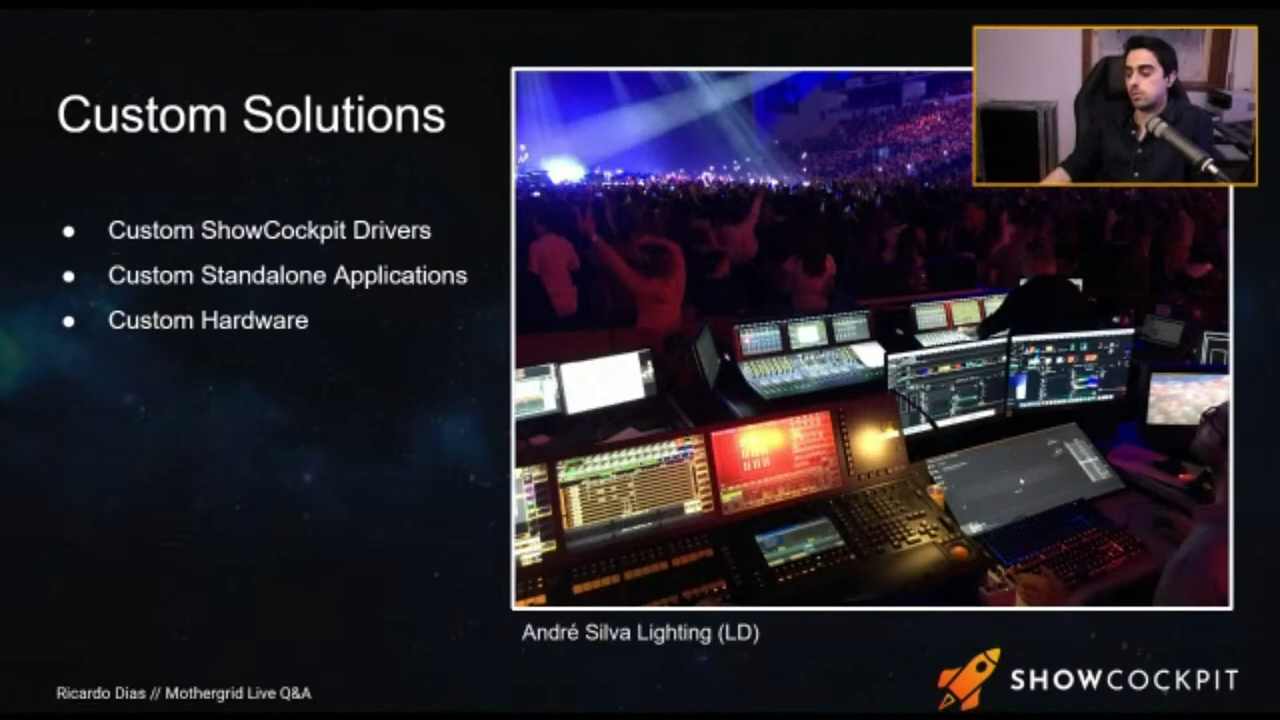 Custom Solutions
● Custom ShowCockpit Drivers
● Custom Standalone Applications
● Custom Hardware
André Silva Lighting (LD)
Ricardo Dias // Mothergrid Live Q&A
SHOWCOCKPIT